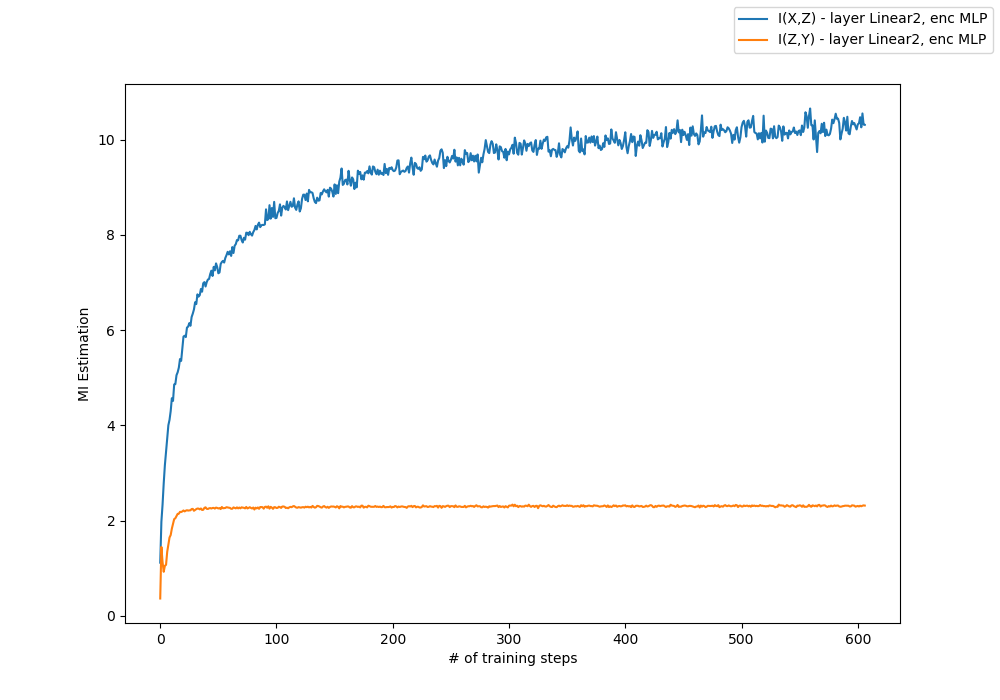 I(X,Z) - layer Linear2, enc MLP
I(Z,Y) - layer Linear2, enc MLP
10
8
6
4
2
0
MI Estimation
0 100 200 300 400 500 600
# of training steps